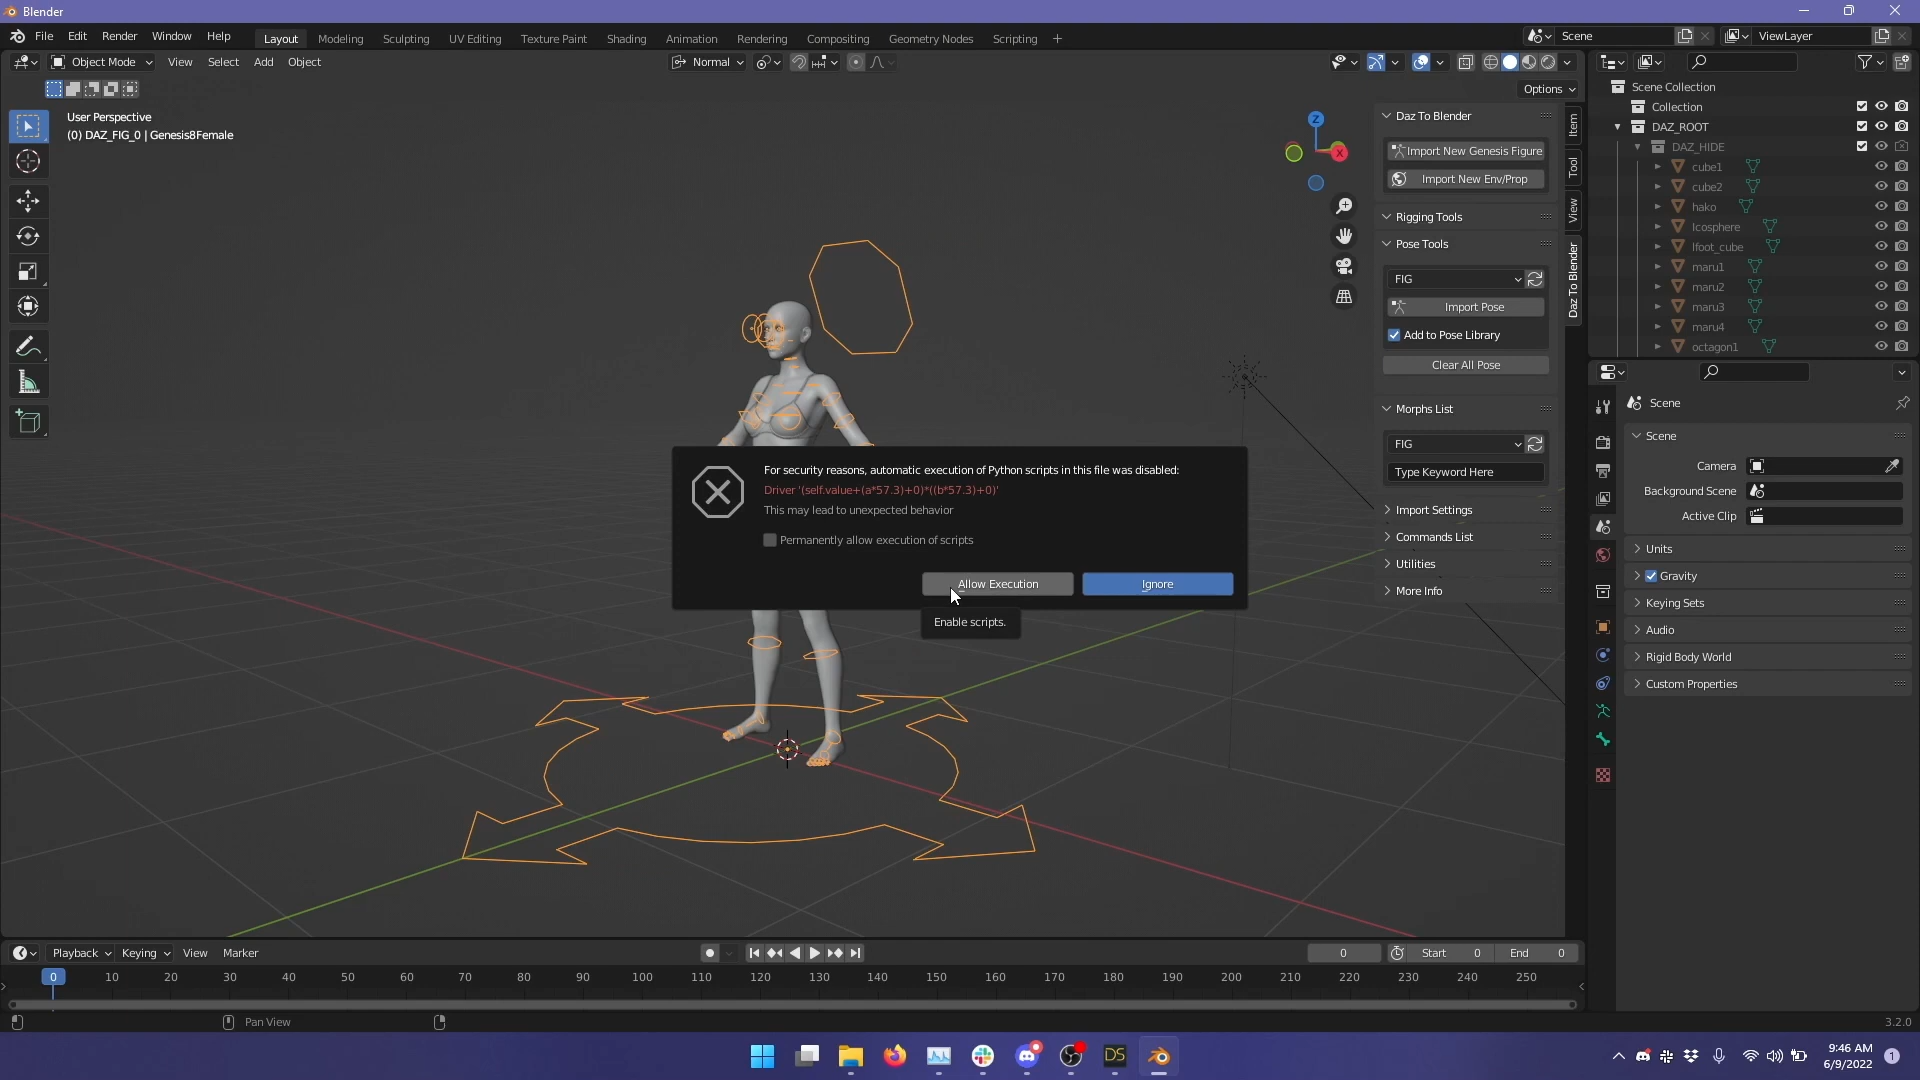 Blender
File Edit Render Window Help
Layout Modeling Sculpting UV Editing Texture Paint Shading Animation Rendering Compositing Geometry Nodes Scripting +
Scene
ViewLayer
Object Mode View Select Add Object
Normal
Options
User Perspective
(0) DAZ_FIG_0 | Genesis8Female
Z
X
Daz To Blender
Import New Genesis Figure
Import New Env/Prop
Rigging Tools
Pose Tools
FIG
Import Pose
Add to Pose Library
Clear All Pose
Morphs List
FIG
Type Keyword Here
Import Settings
Commands List
Utilities
More Info
Item
Tool
View
Daz To Blender
Scene Collection
Collection
DAZ_ROOT
DAZ_HIDE
cube1
cube2
hako
Icosphere
lfoot_cube
maru1
maru2
maru3
maru4
octagon1
Scene
Scene
Camera
Background Scene
Active Clip
Units
Gravity
Keying Sets
Audio
Rigid Body World
Custom Properties
For security reasons, automatic execution of Python scripts in this file was disabled:
Driver '(self.value+(a*57.3)+0)*((b*57.3)+0)'
This may lead to unexpected behavior
Permanently allow execution of scripts
Allow Execution Ignore
Enable scripts.
Playback Keying View Marker
0 Start 0 End 0
0 10 20 30 40 50 60 70 80 90 100 110 120 130 140 150 160 170 180 190 200 210 220 230 240 250
Pan View
3.2.0
DS
9:46 AM
6/9/2022
1